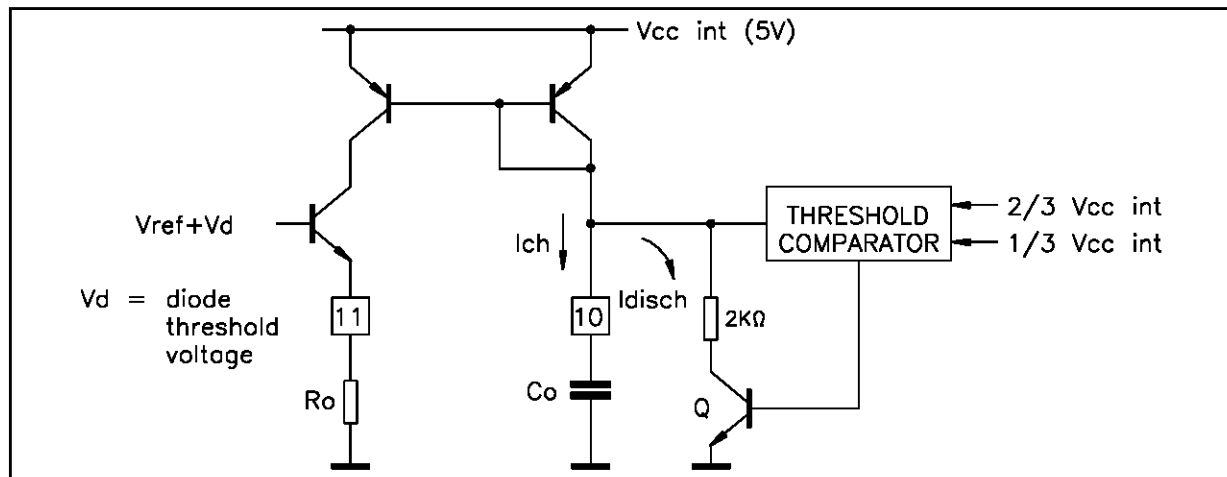 Vcc int (5V)
Vref+Vd
Vd = diode
threshold
voltage
11
Ro
Ich
10
Co
Idisch
2KΩ
Q
THRESHOLD
COMPARATOR
2/3 Vcc int
1/3 Vcc int